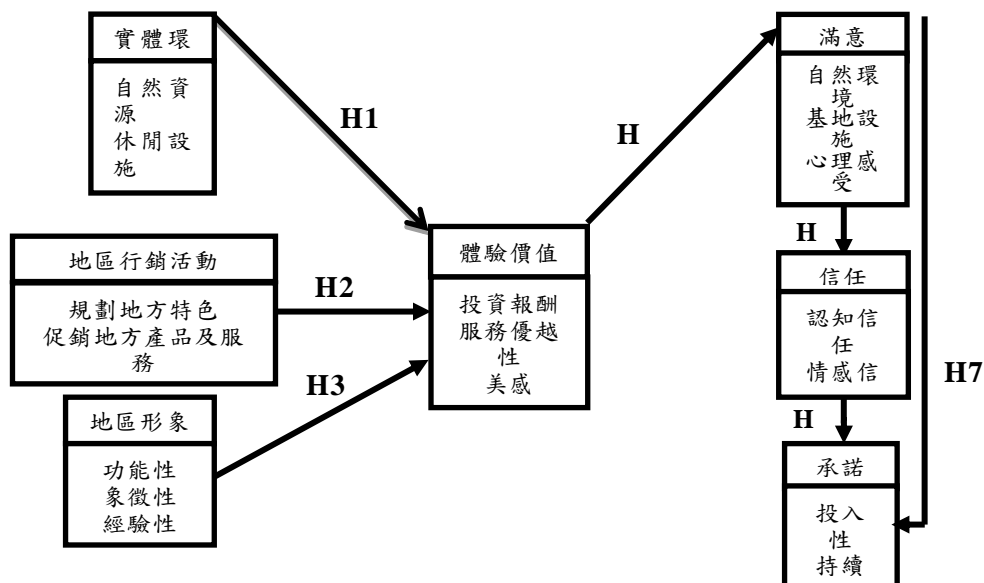 實體環
自然資
源
休閒設
施
H1
地區行銷活動
規劃地方特色
促銷地方產品及服
務
H2
地區形象
功能性
象徵性
經驗性
H3
體驗價值
投資報酬
服務優越
性
美感
H
滿意
自然環
境
基地設
施
心理感
受
H
信任
認知信
任
情感信
H
承諾
投入
性
持續
H7